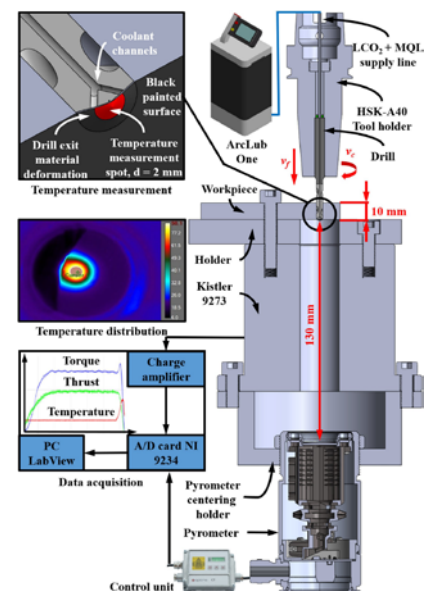 Coolant
channels
Black
painted
surface
Drill exit
material
deformation
Temperature
measurement
spot, d = 2 mm
Temperature measurement
ArcLub
One
LCO₂ + MQL
supply line
HSK-A40
Tool holder
Drill
vf
vc
Workpiece
10 mm
Holder
Kistler
9273
130 mm
Temperature distribution
Torque
Thrust
Temperature
Charge
amplifier
PC
LabView
A/D card NI
9234
Data acquisition
Pyrometer
centering
holder
Pyrometer
Control unit